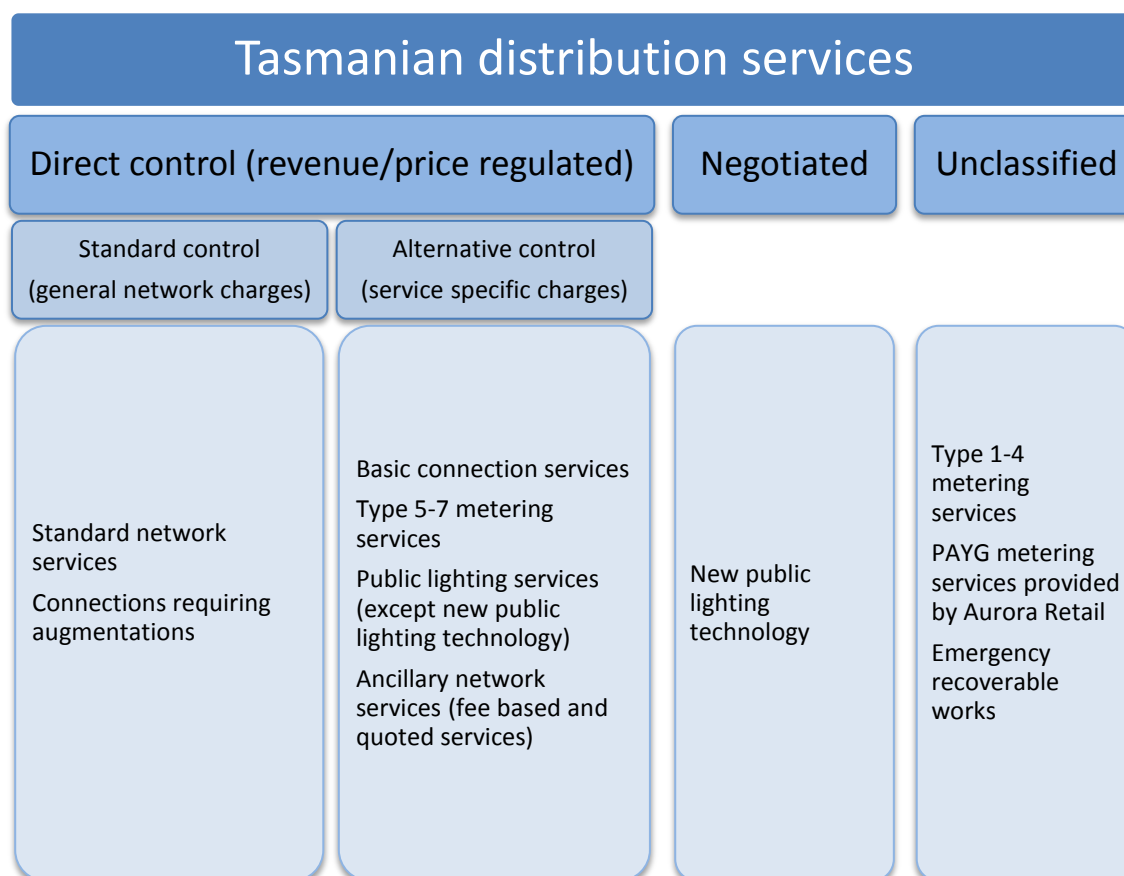 Tasmanian distribution services
Direct control (revenue/price regulated)
Negotiated
Unclassified
Standard control
(general network charges)
Alternative control
(service specific charges)
Standard network
services
Connections requiring
augmentations
Basic connection services
Type 5-7 metering
services
Public lighting services
(except new public
lighting technology)
Ancillary network
services (fee based and
quoted services)
New public
lighting
technology
Type 1-4
metering
services
PAYG metering
services provided
by Aurora Retail
Emergency
recoverable
works